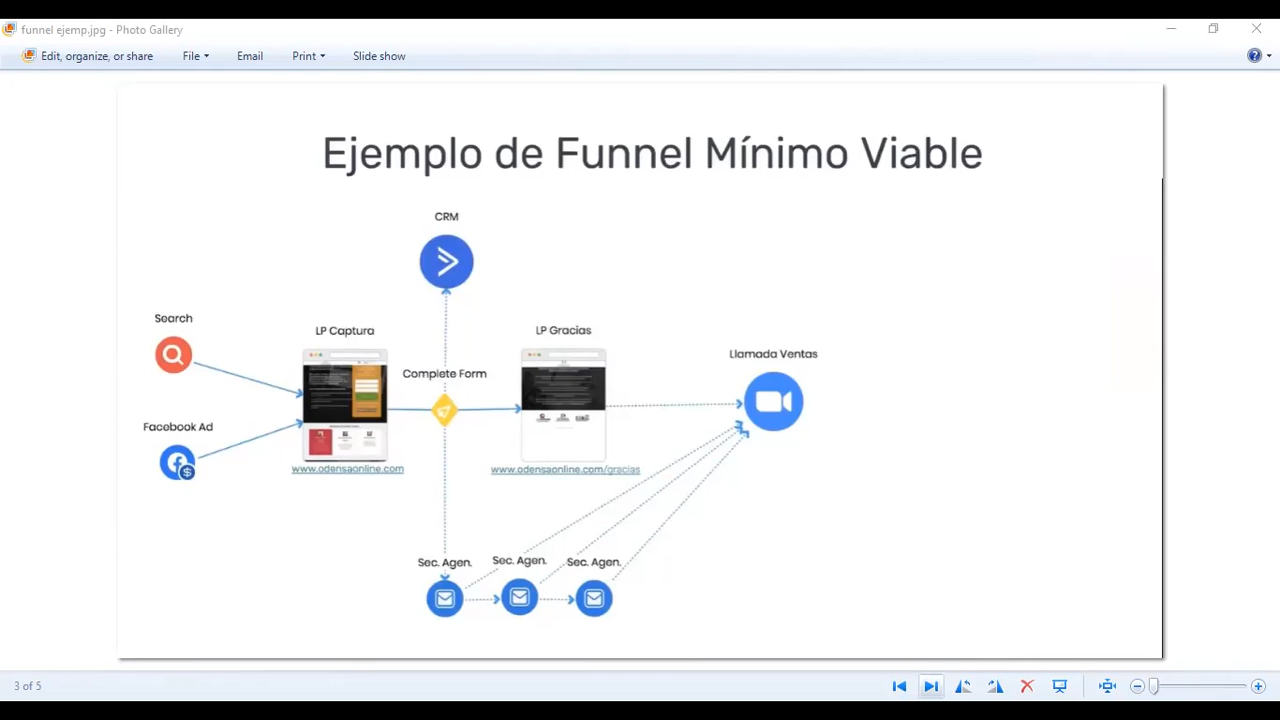 funnel ejemp.jpg - Photo Gallery
Edit, organize, or share
File
Email
Print
Slide show
Ejemplo de Funnel Mínimo Viable
CRM
Search
LP Captura
LP Gracias
Llamada Ventas
Complete Form
Facebook Ad
www.odensaonline.com
www.odensaonline.com/gracias
Sec. Agen.
Sec. Agen.
Sec. Agen.
3 of 5